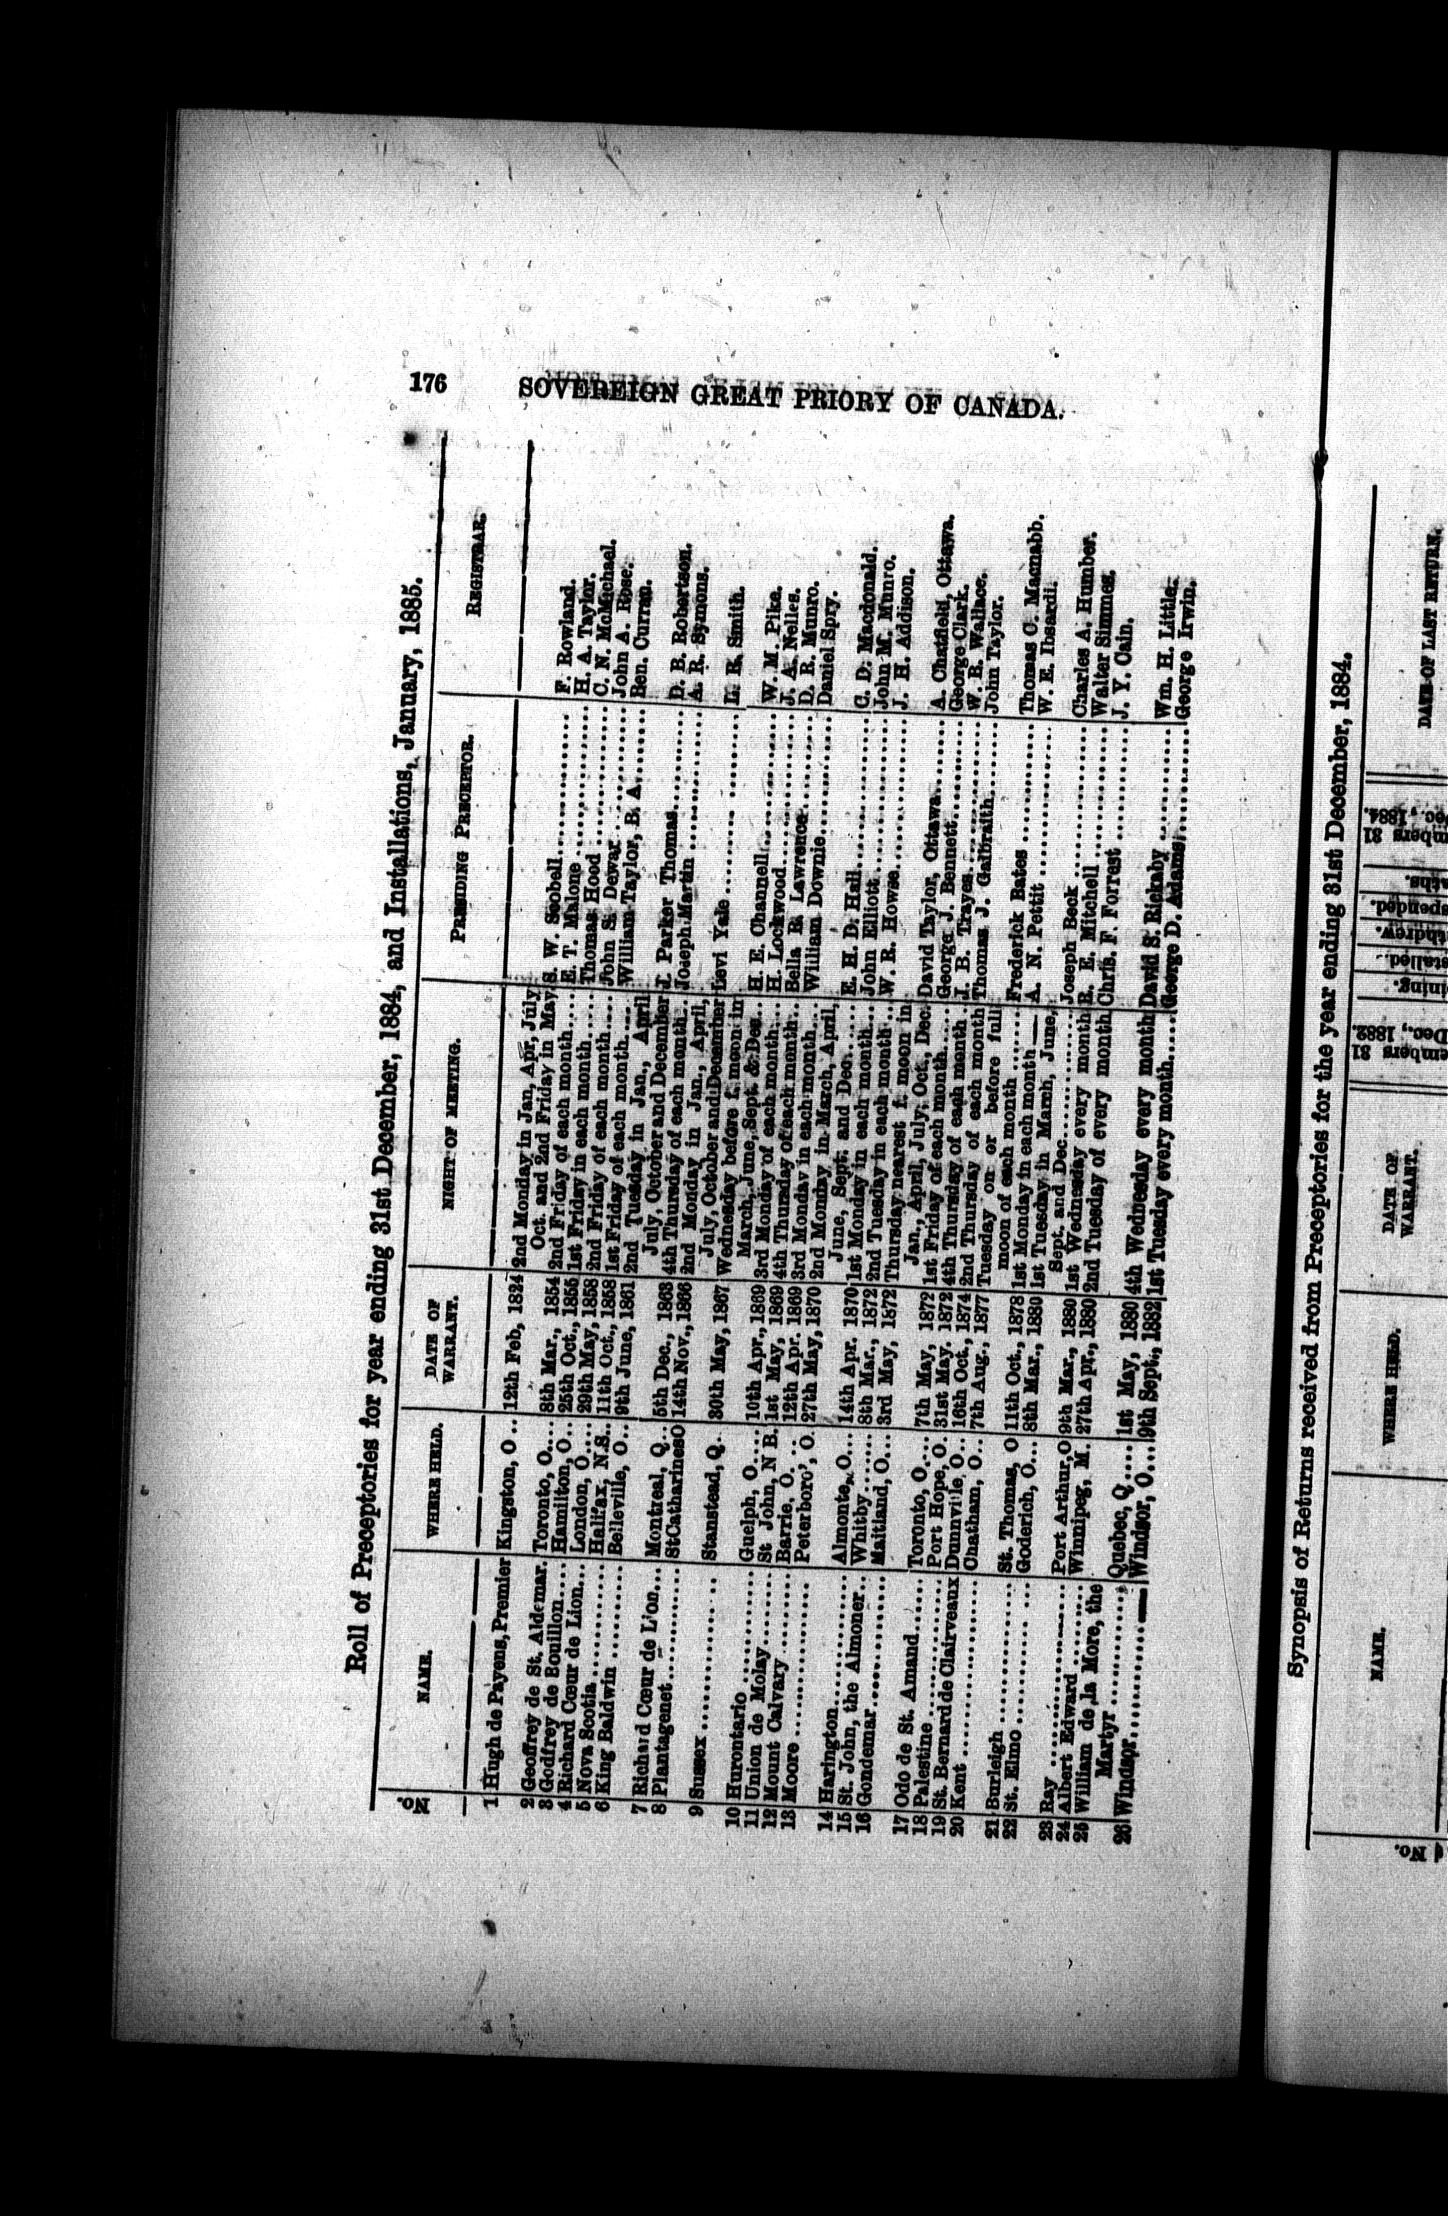 176
SOVEREIGN GREAT PRIORY OF CANADA.
Roll of Preceptories for year ending 31st December, 1884, and Installations, January, 1885.
No. NAME. WHERE HELD. DATE OF WARRANT. NIGHT OF MEETING. PRESIDING PRECEPTOR. REGISTRAR.
1 Hugh de Payens, Premier Kingston, O .. 12th Feb, 1824 2nd Monday in Jan, Apr, July
Oct. and 2nd Friday in May. S. W. Scobell............ F. Rowland.
2 Geoffrey de St. Aldemar. Toronto, O.... 8th Mar., 1854 2nd Friday of each month.... E. T. Malone ............ H. A. Taylor.
3 Godfrey de Bouillon..... Hamilton, O.. 25th Oct., 1855 1st Friday in each month..... Thomas Hood ............ C. N. McMichael.
4 Richard Cœur de Lion... London, O.... 29th May, 1858 2nd Friday of each month.... John S. Dewar............ John A. Rose.
5 Nova Scotia ............ Halifax, N.S.. 11th Oct., 1858 1st Friday of each month..... William Taylor, B. A......... Ben. Curran.
6 King Baldwin .......... Belleville, O.. 9th June, 1861 2nd Tuesday in Jan., April
July, October and December J. Parker Thomas.......... D. B. Robertson.
7 Richard Cœur de Lion... Montreal, Q.. 5th Dec., 1863 4th Thursday of each month.. Joseph Martin ............ A. R. Symons.
8 Plantagenet............ St Catharines O 14th Nov., 1866 2nd Monday in Jan., April,
July, October and December Levi Yale ............ L. R. Smith.
9 Sussex ................ Stanstead, Q.. 30th May, 1867 Wednesday before f. moon in
March, June, Sept. & Dec... H. E. Channell............ W. M. Pike.
10 Hurontario ............ Guelph, O..... 10th Apr., 1869 3rd Monday of each month... H. Lockwood............ J. A. Nelles.
11 Union de Molay ........ St John, N B. 1st May, 1869 4th Thursday of each month.. Bella R. Lawrence.......... D. R. Munro.
12 Mount Calvary ......... Barrie, O. .. 12th Apr. 1869 3rd Monday in each month... William Downie............ Daniel Spry.
13 Moore ................ Peterboro', O. 27th May, 1870 2nd Monday in March, April,
June, Sept. and Dec....... E. H. D. Hall............ C. D. Macdonald.
14 Harington ............ Almonte, O... 14th Apr. 1870 1st Monday in each month... John Elliott............ John M. Munro.
15 St. John, the Almoner.. Whitby ...... 8th Mar., 1872 2nd Tuesday in each month .. W. R. Howse............ J. H. Addison.
16 Gondemar............ Maitland, O... 3rd May, 1872 Thursday nearest f. moon in
Jan., April, July, Oct., Dec. David Taylor, Ottawa........ A. Chatfield, Ottawa.
17 Odo de St. Amand...... Toronto, O.... 7th May, 1872 1st Friday of each month..... George J. Bennett.......... George Clark.
18 Palestine ............ Port Hope, O. 31st May, 1872 4th Thursday of each month . J. B. Trayes............ W. B. Wallace.
19 St. Bernard de Clairveaux Dunnville, O.. 16th Oct., 1874 2nd Thursday of each month Thomas J. Galbraith........ John Taylor.
20 Kent ................ Chatham, O.. 7th Aug., 1877 Tuesday on or before full
moon of each month ....... Frederick Bates ............ Thomas C. Macnabb.
21 Burleigh ............ St. Thomas, O 11th Oct., 1878 1st Monday in each month — A. N. Pettit ............ W. E. Ibsardi.
22 St. Elmo ............ Goderich, O... 8th Mar., 1880 1st Tuesday in March, June,
Sept. and Dec............. Joseph Beck ............ Charles A. Humber.
23 Ray ................ Port Arthur, O 9th Mar., 1880 1st Wednesday every month R. E. Mitchell ............ Walter Simmes.
24 Albert Edward ........ Winnipeg, M. 27th Apr., 1880 2nd Tuesday of every month Chris. F. Forrest ............ J. Y. Cain.
25 William de la More, the
Martyr ............ Quebec, Q.... 1st May, 1880 4th Wednesday every month David S. Rickaby ............ Wm. H. Little.
26 Windsor............ Windsor, O.... 9th Sept., 1882 1st Tuesday every month..... George D. Adams............ George Irwin.
Synopsis of Returns received from Preceptories for the year ending 31st December, 1884.
No. NAME. WHERE HELD. DATE OF WARRANT. DATE OF LAST RETURN.